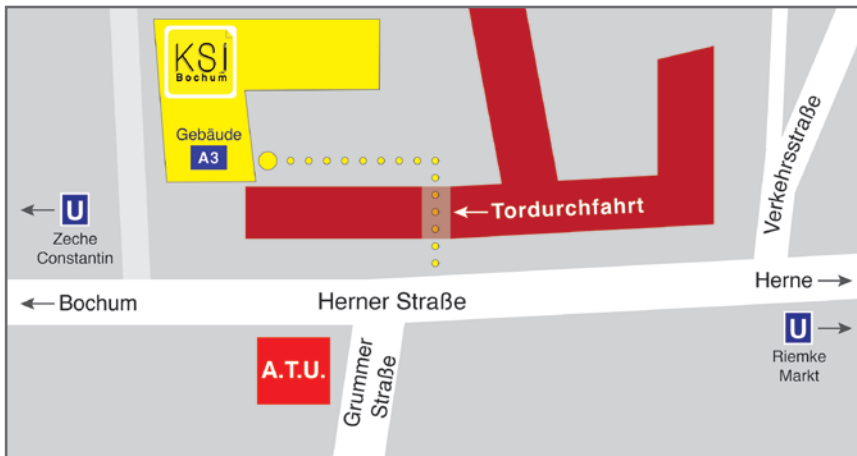 KSI
Bochum
Gebäude
A3
Tordurchfahrt
U
Zeche
Constantin
Verkehrsstraße
Bochum
Herner Straße
Herne
U
Riemke
Markt
A.T.U.
Grummer
Straße